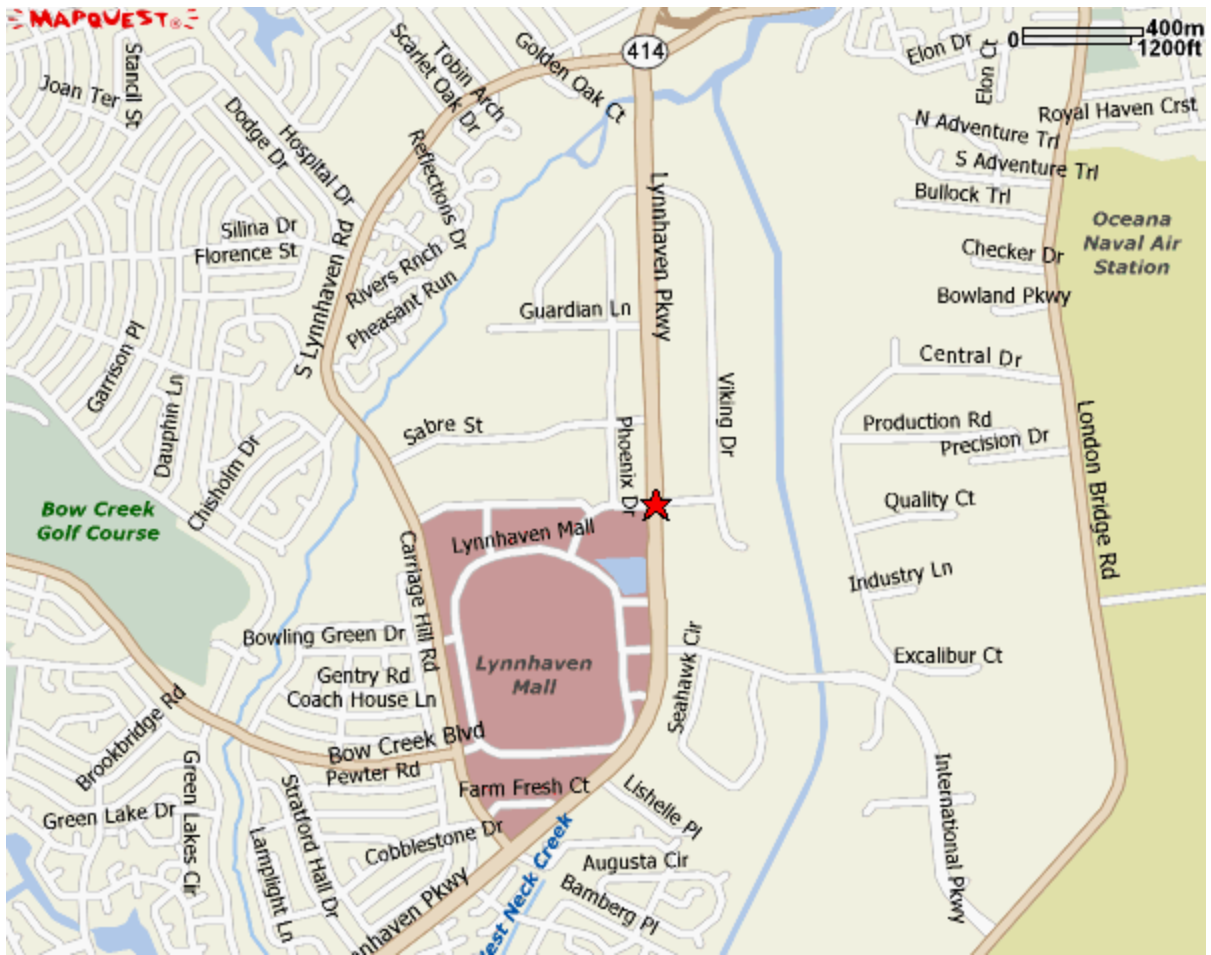 MAPQUEST
400m
0
1200ft
414
Joan Ter
Stancil St
Dodge Dr
Hospital Dr
Scarlet Oak Dr
Tobin Arch
Golden Oak Ct
Elon Dr
Elon Ct
Royal Haven Crst
N Adventure Trl
S Adventure Trl
Bullock Trl
Oceana
Naval Air
Station
Checker Dr
Bowland Pkwy
Reflections Dr
Silina Dr
Florence St
Rivers Rnch
Pheasant Run
S Lynnhaven Rd
Lynnhaven Pkwy
Guardian Ln
Garrison Pl
Dauphin Ln
Chisholm Dr
Sabre St
Phoenix Dr
Viking Dr
Central Dr
Production Rd
Precision Dr
Quality Ct
London Bridge Rd
Bow Creek
Golf Course
Lynnhaven Mall
Carriage Hill Rd
Industry Ln
Excalibur Ct
Bowling Green Dr
Gentry Rd
Coach House Ln
Lynnhaven
Mall
Seahawk Cir
Brookbridge Rd
Bow Creek Blvd
Pewter Rd
Farm Fresh Ct
Lishelle Pl
International Pkwy
Green Lake Dr
Green Lakes Cir
Stratford Hall Dr
Lamplight Ln
Cobblestone Dr
Augusta Cir
Bamberg Pl
nnhaven Pkwy
est Neck Creek